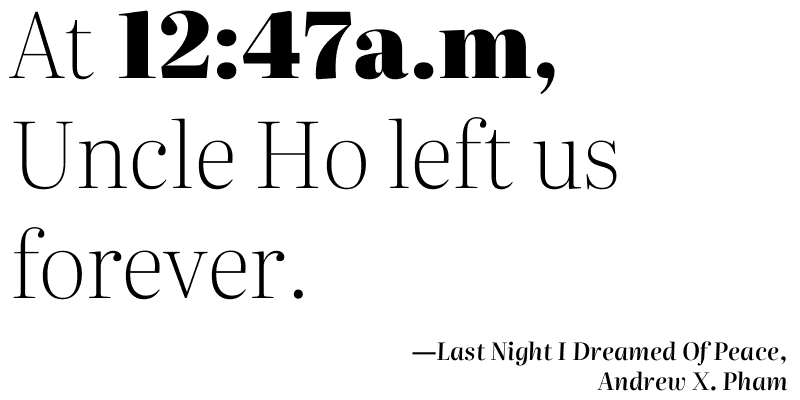 At 12:47a.m,
Uncle Ho left us
forever.
—Last Night I Dreamed Of Peace,
Andrew X. Pham